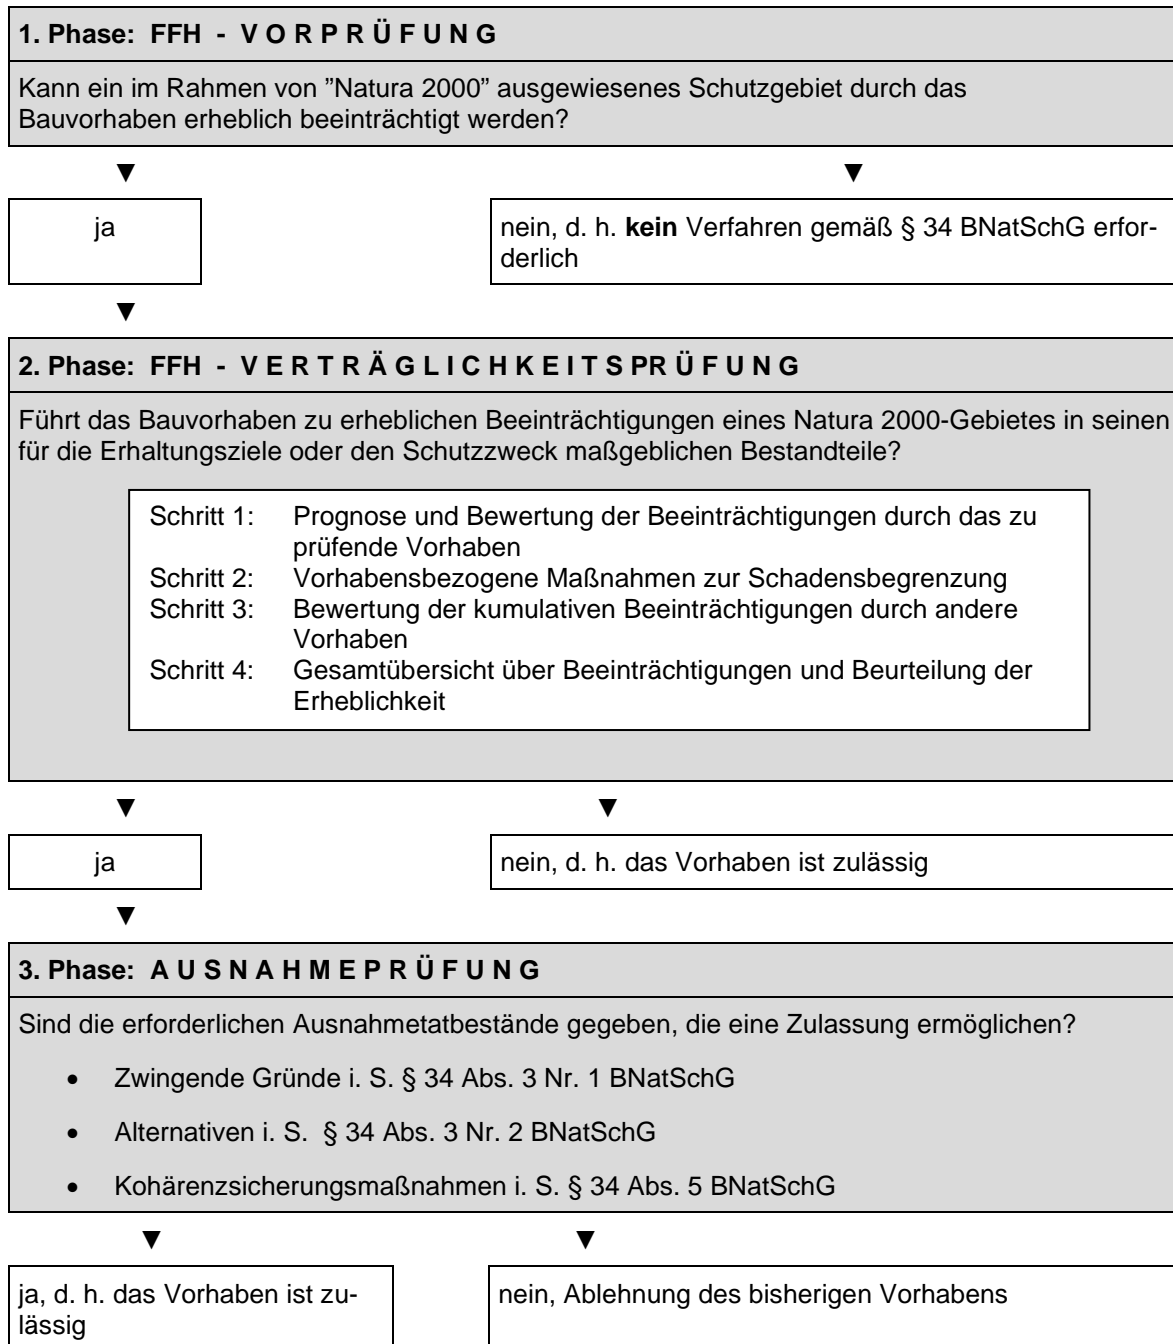 1. Phase: FFH - V O R P R Ü F U N G
Kann ein im Rahmen von ”Natura 2000” ausgewiesenes Schutzgebiet durch das
Bauvorhaben erheblich beeinträchtigt werden?
▼ ▼
ja
nein, d. h. kein Verfahren gemäß § 34 BNatSchG erfor-
derlich
▼
2. Phase: FFH - V E R T R Ä G L I C H K E I T S PR Ü F U N G
Führt das Bauvorhaben zu erheblichen Beeinträchtigungen eines Natura 2000-Gebietes in seinen
für die Erhaltungsziele oder den Schutzzweck maßgeblichen Bestandteile?
Schritt 1: Prognose und Bewertung der Beeinträchtigungen durch das zu
prüfende Vorhaben
Schritt 2: Vorhabensbezogene Maßnahmen zur Schadensbegrenzung
Schritt 3: Bewertung der kumulativen Beeinträchtigungen durch andere
Vorhaben
Schritt 4: Gesamtübersicht über Beeinträchtigungen und Beurteilung der
Erheblichkeit
▼ ▼
ja
nein, d. h. das Vorhaben ist zulässig
▼
3. Phase: A U S N A H M E P R Ü F U N G
Sind die erforderlichen Ausnahmetatbestände gegeben, die eine Zulassung ermöglichen?
• Zwingende Gründe i. S. § 34 Abs. 3 Nr. 1 BNatSchG
• Alternativen i. S. § 34 Abs. 3 Nr. 2 BNatSchG
• Kohärenzsicherungsmaßnahmen i. S. § 34 Abs. 5 BNatSchG
▼ ▼
ja, d. h. das Vorhaben ist zu-
lässig
nein, Ablehnung des bisherigen Vorhabens